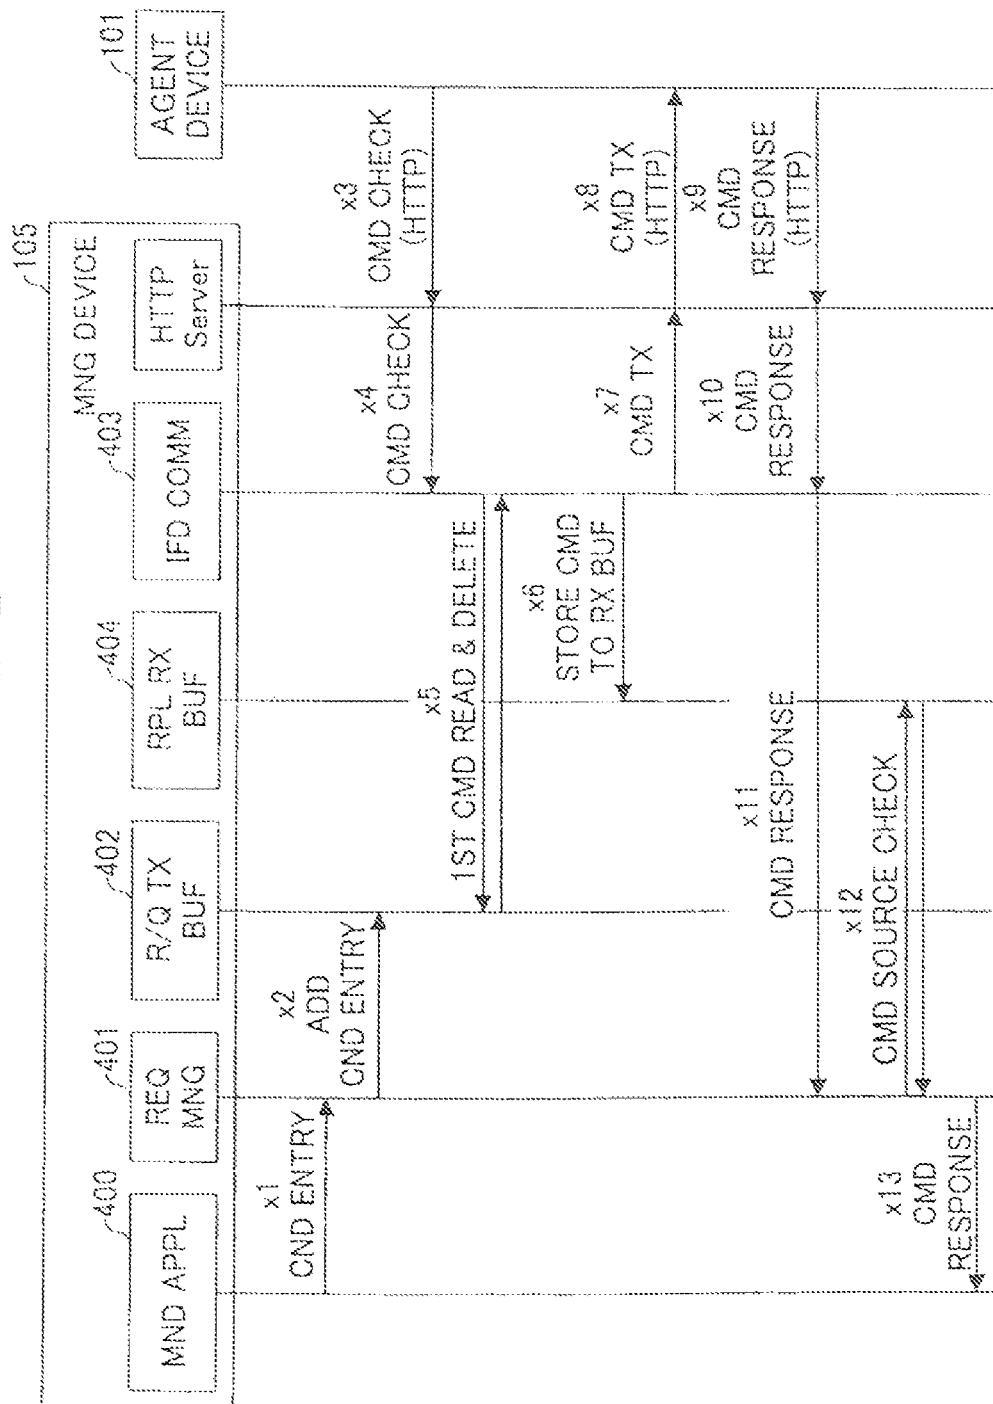 105
MNG DEVICE
400
MND APPL.
401
REQ
MNG
402
R/Q TX
BUF
404
RPL RX
BUF
403
IFD COMM
HTTP
Server
101
AGENT
DEVICE
x1
CND ENTRY
x2
ADD
CND ENTRY
x3
CMD CHECK
(HTTP)
x4
CMD CHECK
x5
1ST CMD READ & DELETE
x6
STORE CMD
TO RX BUF
x7
CMD TX
x8
CMD TX
(HTTP)
x9
CMD
RESPONSE
(HTTP)
x10
CMD
RESPONSE
x11
CMD RESPONSE
x12
CMD SOURCE CHECK
x13
CMD
RESPONSE